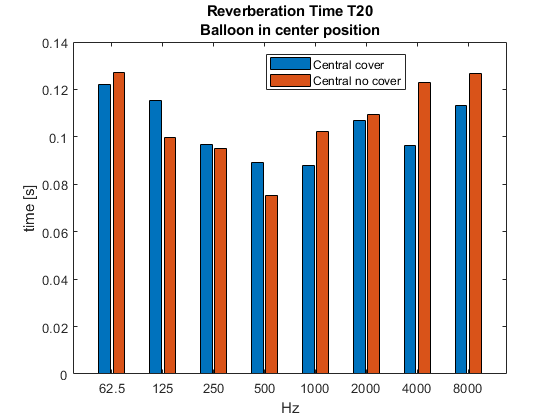 Reverberation Time T20
Balloon in center position
Central cover
Central no cover
0.14
0.12
0.1
0.08
0.06
0.04
0.02
0
time [s]
62.5 125 250 500 1000 2000 4000 8000
Hz